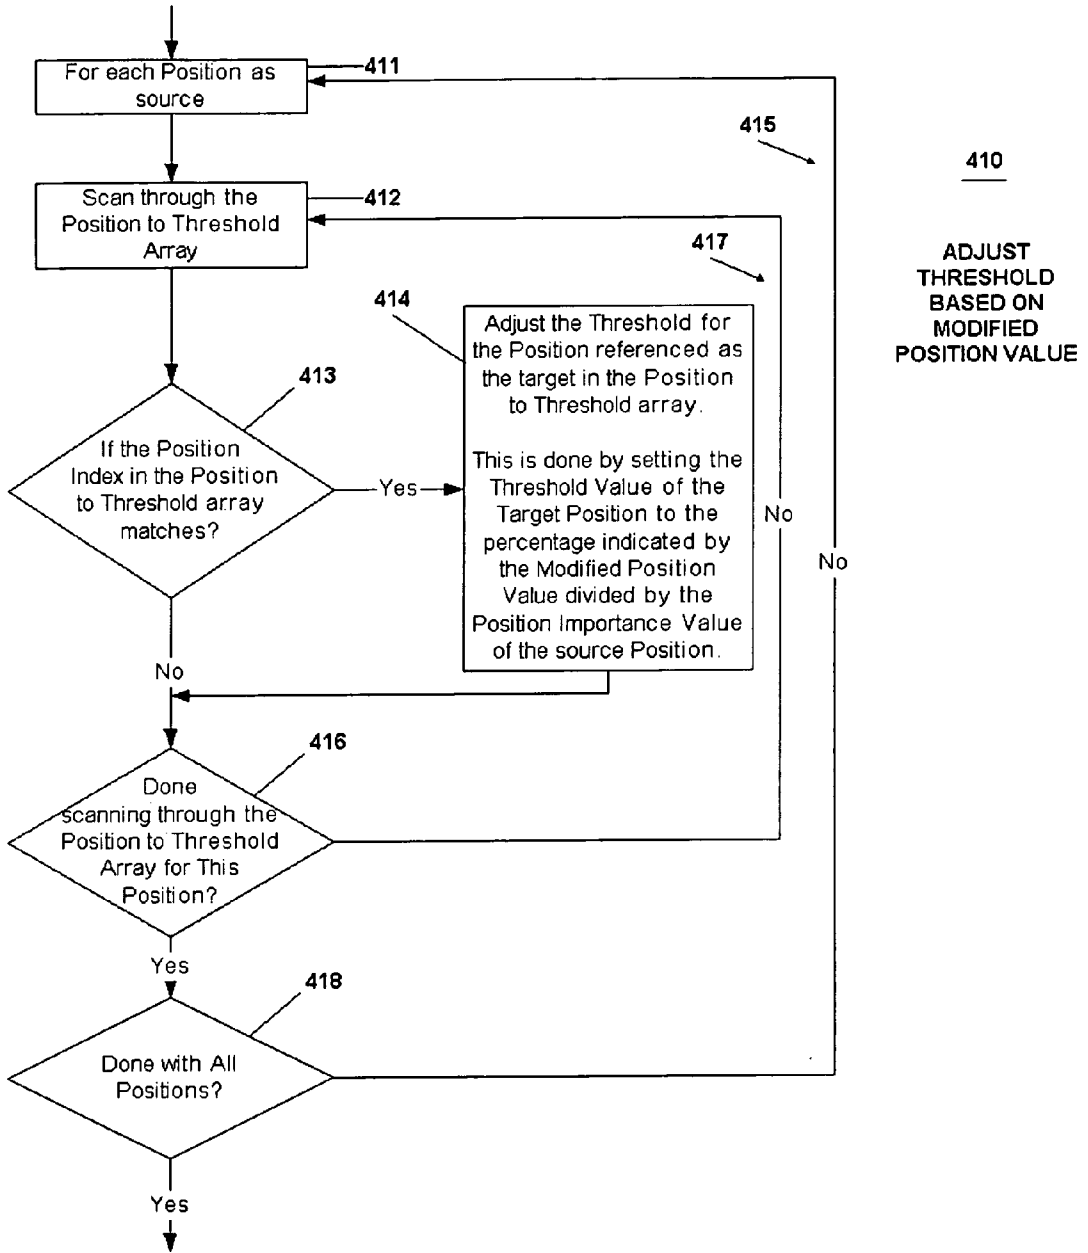 For each Position as
source
411
415
410
Scan through the
Position to Threshold
Array
412
417
ADJUST
THRESHOLD
BASED ON
MODIFIED
POSITION VALUE
414
Adjust the Threshold for
the Position referenced as
the target in the Position
to Threshold array.
This is done by setting the
Threshold Value of the
Target Position to the
percentage indicated by
the Modified Position
Value divided by the
Position Importance Value
of the source Position.
413
If the Position
Index in the Position
to Threshold array
matches?
Yes
No
No
No
416
Done
scanning through the
Position to Threshold
Array for This
Position?
Yes
418
Done with All
Positions?
Yes